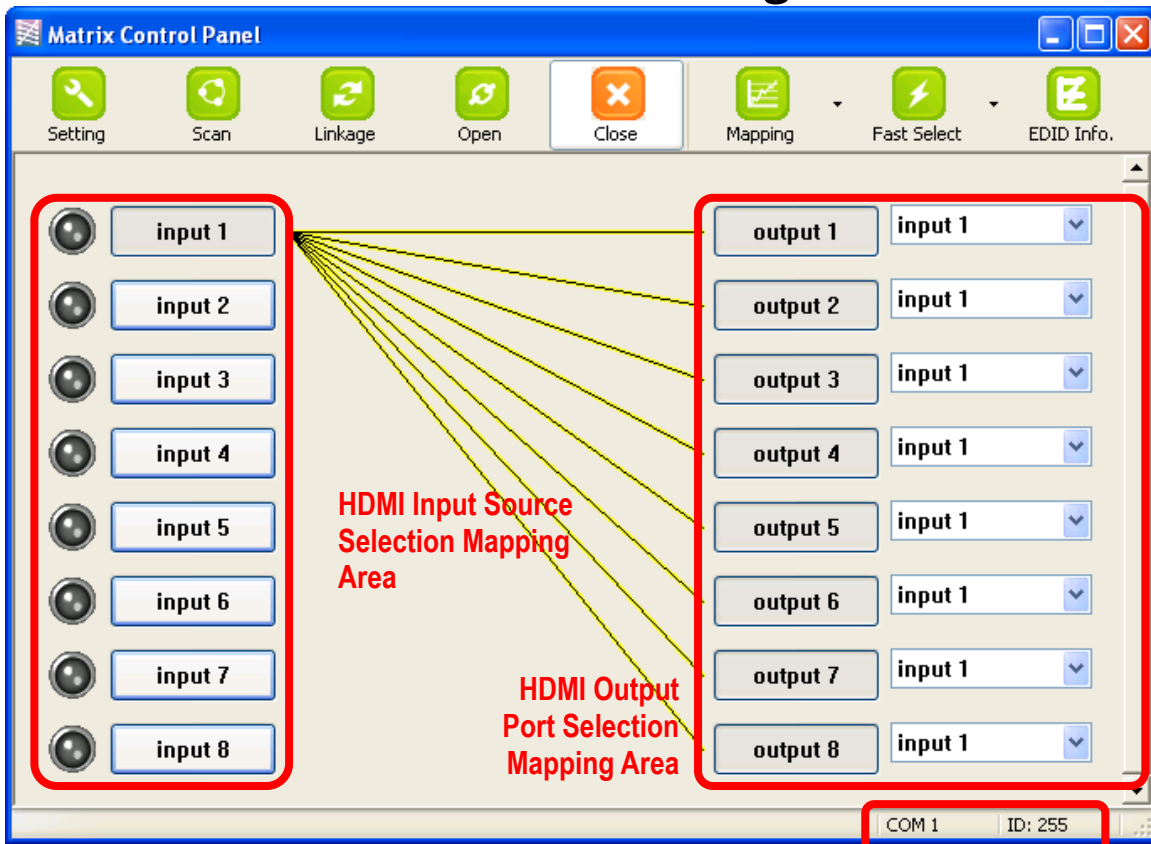 Matrix Control Panel
Setting Scan Linkage Open Close Mapping Fast Select EDID Info.
input 1 output 1 input 1
input 2 output 2 input 1
input 3 output 3 input 1
input 4 output 4 input 1
input 5 output 5 input 1
input 6 output 6 input 1
input 7 output 7 input 1
input 8 output 8 input 1
HDMI Input Source
Selection Mapping
Area
HDMI Output
Port Selection
Mapping Area
COM 1 ID: 255